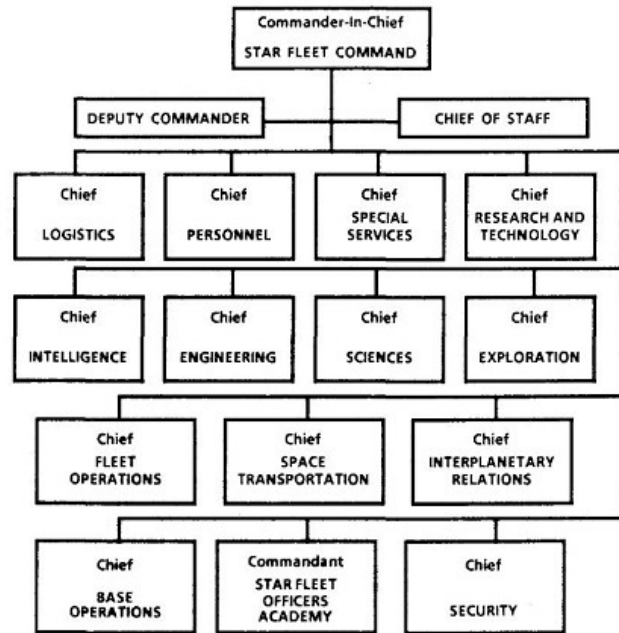 Commander-In-Chief
STAR FLEET COMMAND
DEPUTY COMMANDER
CHIEF OF STAFF
Chief
LOGISTICS
Chief
PERSONNEL
Chief
SPECIAL
SERVICES
Chief
RESEARCH AND
TECHNOLOGY
Chief
INTELLIGENCE
Chief
ENGINEERING
Chief
SCIENCES
Chief
EXPLORATION
Chief
FLEET
OPERATIONS
Chief
SPACE
TRANSPORTATION
Chief
INTERPLANETARY
RELATIONS
Chief
BASE
OPERATIONS
Commandant
STAR FLEET
OFFICERS
ACADEMY
Chief
SECURITY